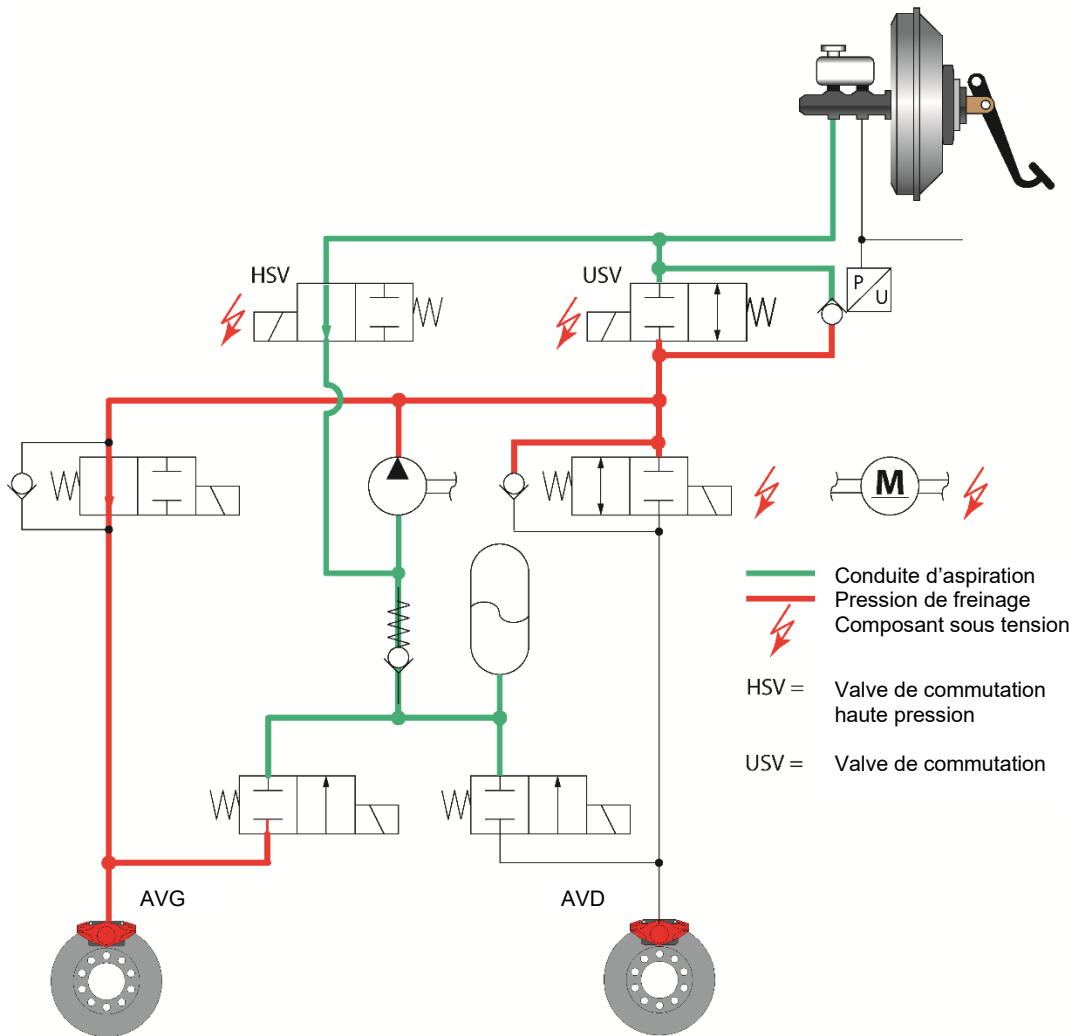 P
U
HSV
USV
M
Conduite d’aspiration
Pression de freinage
Composant sous tension
HSV = Valve de commutation
haute pression
USV = Valve de commutation
AVG
AVD